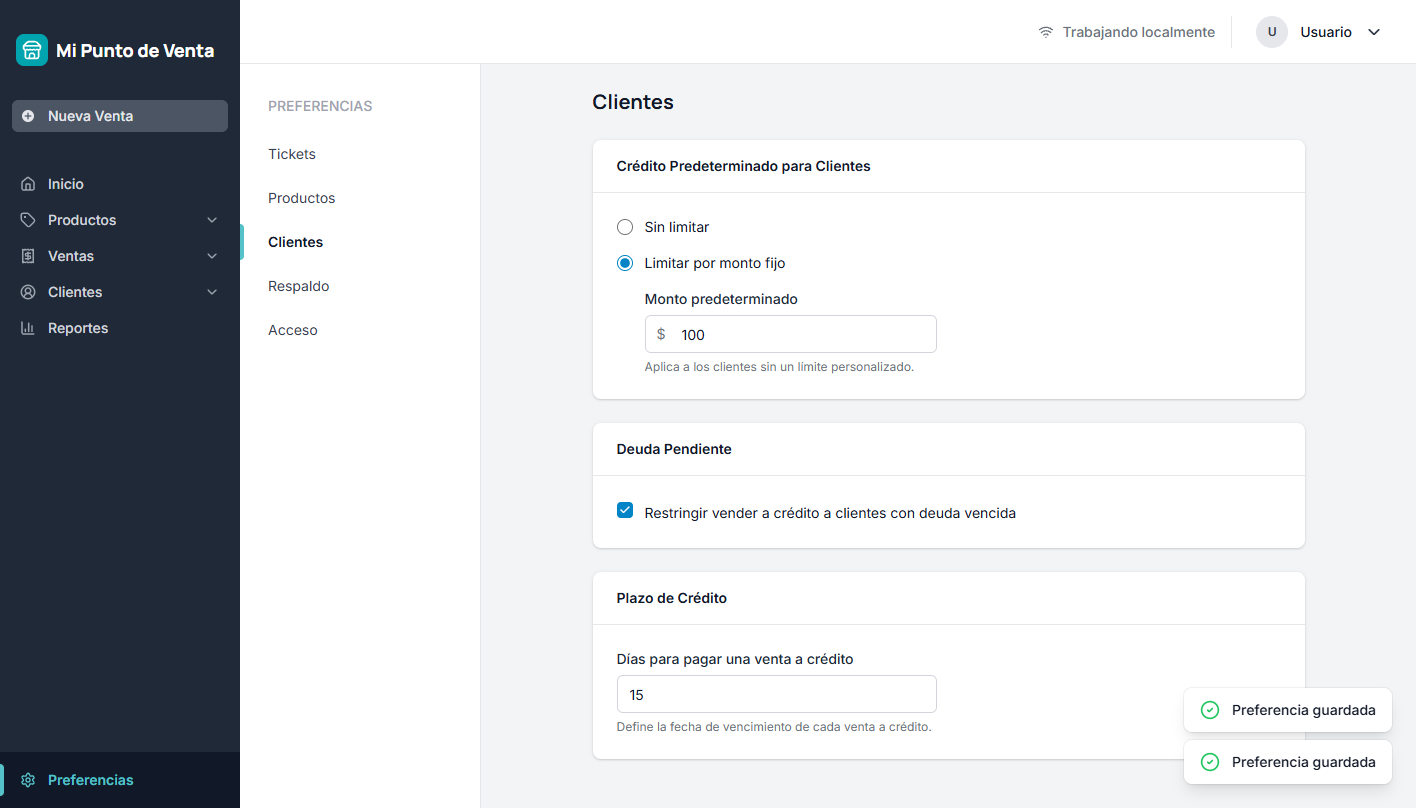 Mi Punto de Venta
Nueva Venta
Inicio
Productos
Ventas
Clientes
Reportes
Preferencias
Trabajando localmente
U
Usuario
PREFERENCIAS
Tickets
Productos
Clientes
Respaldo
Acceso
Clientes
Crédito Predeterminado para Clientes
Sin limitar
Limitar por monto fijo
Monto predeterminado
$ 100
Aplica a los clientes sin un límite personalizado.
Deuda Pendiente
Restringir vender a crédito a clientes con deuda vencida
Plazo de Crédito
Días para pagar una venta a crédito
15
Define la fecha de vencimiento de cada venta a crédito.
Preferencia guardada
Preferencia guardada